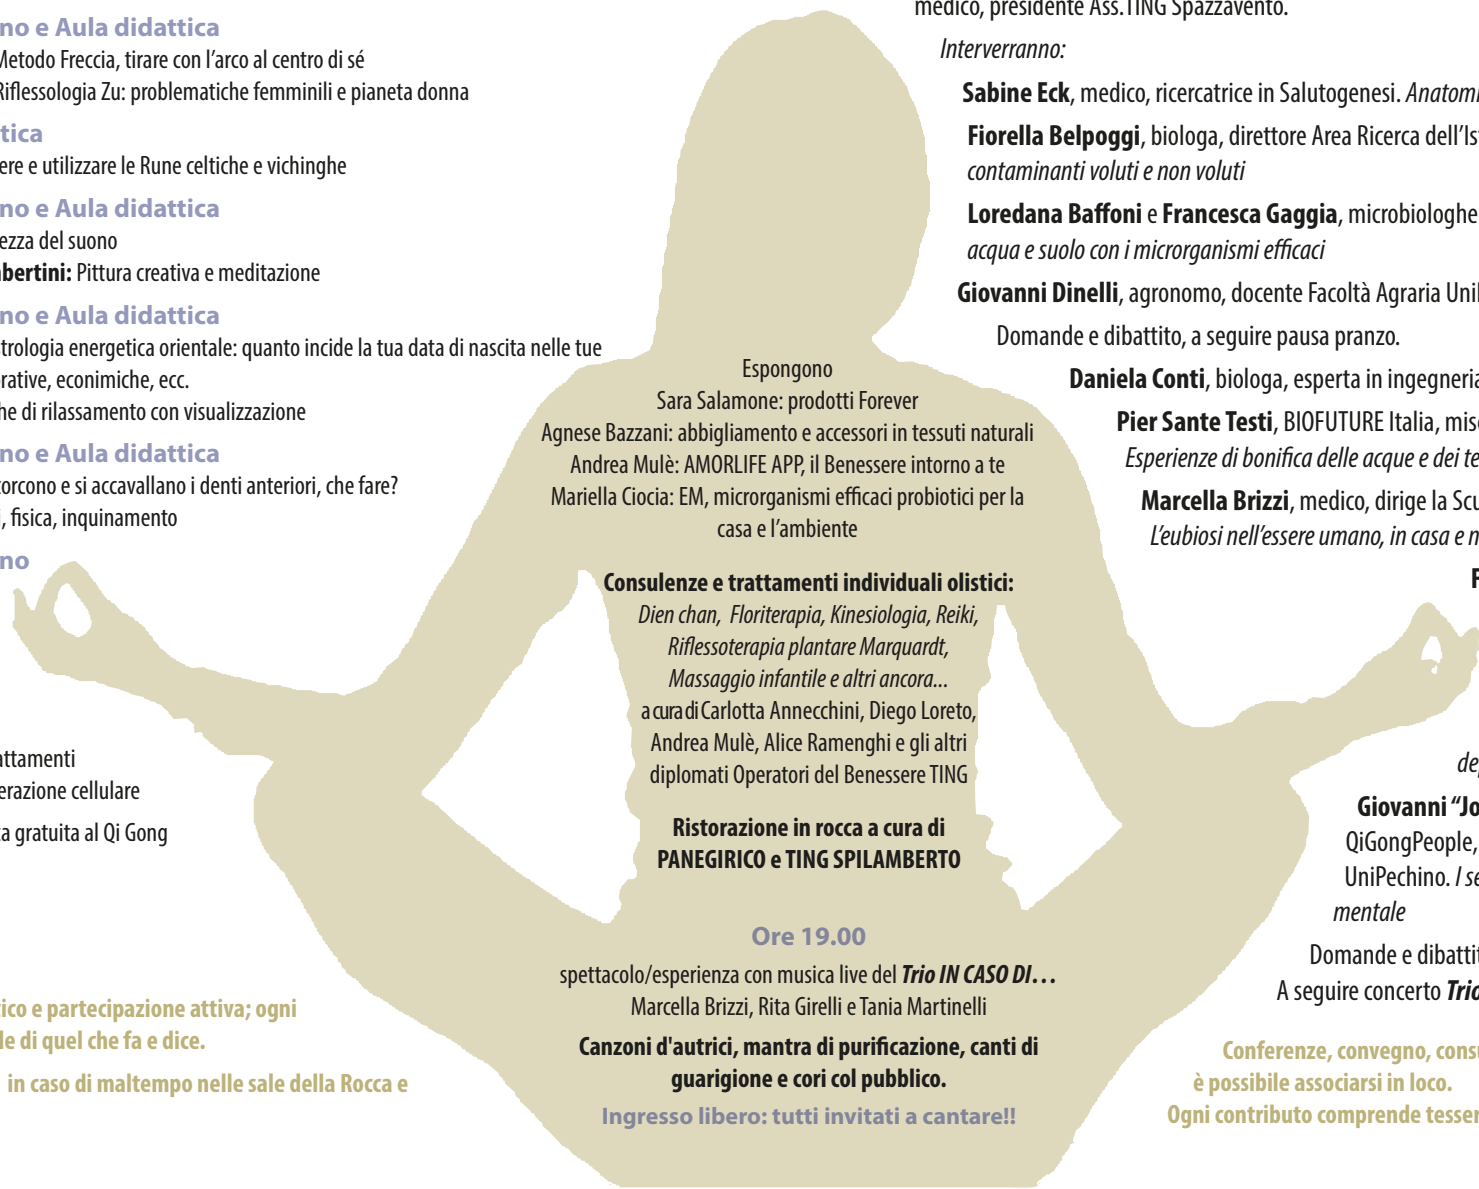 no e Aula didattica
Metodo Freccia, tirare con l'arco al centro di sé
Riflessologia Zu: problematiche femminili e pianeta donna
tica
ere e utilizzare le Rune celtiche e vichinghe
no e Aula didattica
ezza del suono
bertini: Pittura creativa e meditazione
no e Aula didattica
trologia energetica orientale: quanto incide la tua data di nascita nelle tue
rative, econimiche, ecc.
he di rilassamento con visualizzazione
no e Aula didattica
torcono e si accavallano i denti anteriori, che fare?
, fisica, inquinamento
no
attamenti
erazione cellulare
ta gratuita al Qi Gong
tico e partecipazione attiva; ogni
le di quel che fa e dice.
in caso di maltempo nelle sale della Rocca e
Espongono
Sara Salamone: prodotti Forever
Agnese Bazzani: abbigliamento e accessori in tessuti naturali
Andrea Mulè: AMORLIFE APP, il Benessere intorno a te
Mariella Ciocia: EM, microrganismi efficaci probiotici per la
casa e l'ambiente
Consulenze e trattamenti individuali olistici:
Dien chan, Floriterapia, Kinesiologia, Reiki,
Riflessoterapia plantare Marquardt,
Massaggio infantile e altri ancora...
a cura di Carlotta Annecchini, Diego Loreto,
Andrea Mulè, Alice Ramenghi e gli altri
diplomati Operatori del Benessere TING
Ristorazione in rocca a cura di
PANEGIRICO e TING SPILAMBERTO
Ore 19.00
spettacolo/esperienza con musica live del Trio IN CASO DI…
Marcella Brizzi, Rita Girelli e Tania Martinelli
Canzoni d'autrici, mantra di purificazione, canti di
guarigione e cori col pubblico.
Ingresso libero: tutti invitati a cantare!!
medico, presidente Ass.TING Spazzavento.
Interverranno:
Sabine Eck, medico, ricercatrice in Salutogenesi. Anatomi
Fiorella Belpoggi, biologa, direttore Area Ricerca dell'Is
contaminanti voluti e non voluti
Loredana Baffoni e Francesca Gaggia, microbiologhe
acqua e suolo con i microrganismi efficaci
Giovanni Dinelli, agronomo, docente Facoltà Agraria Uni
Domande e dibattito, a seguire pausa pranzo.
Daniela Conti, biologa, esperta in ingegneria
Pier Sante Testi, BIOFUTURE Italia, misc
Esperienze di bonifica delle acque e dei te
Marcella Brizzi, medico, dirige la Scu
L'eubiosi nell'essere umano, in casa e n
F
de
Giovanni “Jo
QiGongPeople,
UniPechino. I se
mentale
Domande e dibattit
A seguire concerto Trio
Conferenze, convegno, consu
è possibile associarsi in loco.
Ogni contributo comprende tesser